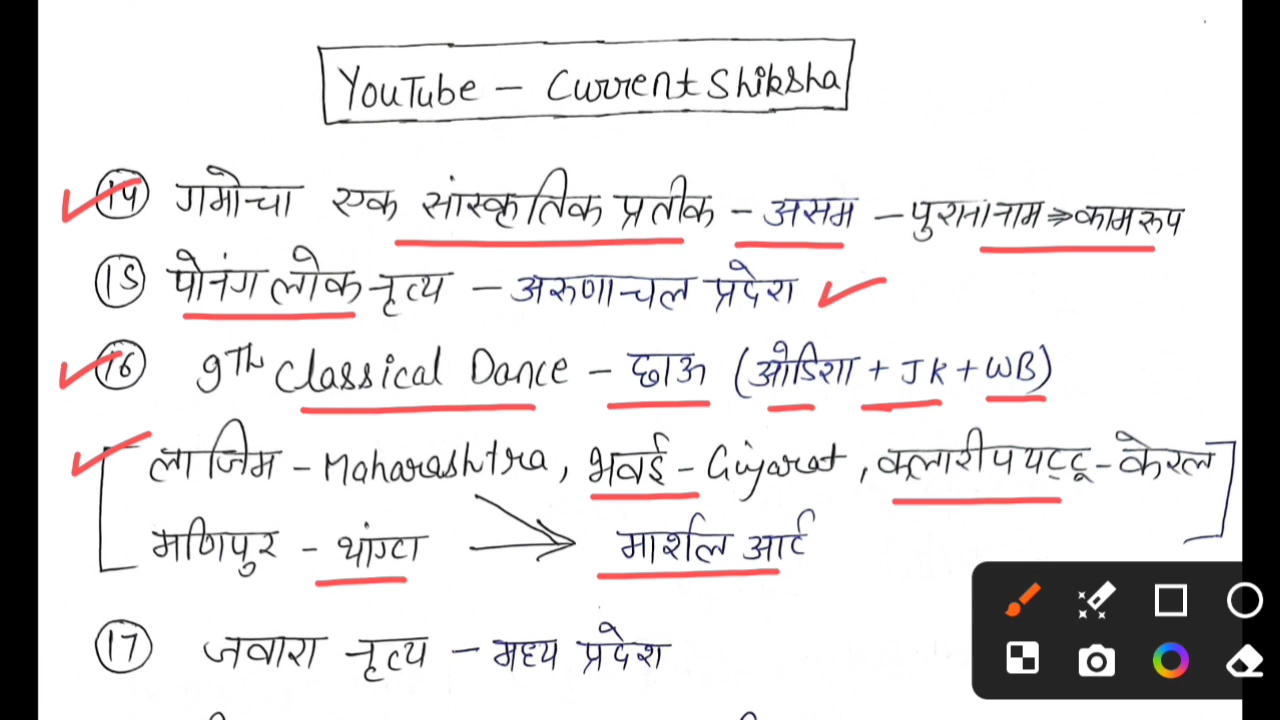 YouTube - Current Shiksha
14 गमोचा एक सांस्कृतिक प्रतीक - असम - पुराना नाम ⇒ कामरूप
15 पोनंग लोक नृत्य - अरुणाचल प्रदेश
16 9Th Classical Dance - छाऊ (ओडिशा + JK + WB)
लाजिम - Maharashtra, भवई - Gujarat, क्लारीपयट्टू - केरल
मणिपुर - थांग्टा → मार्शल आर्ट
17 जवारा नृत्य - मध्य प्रदेश